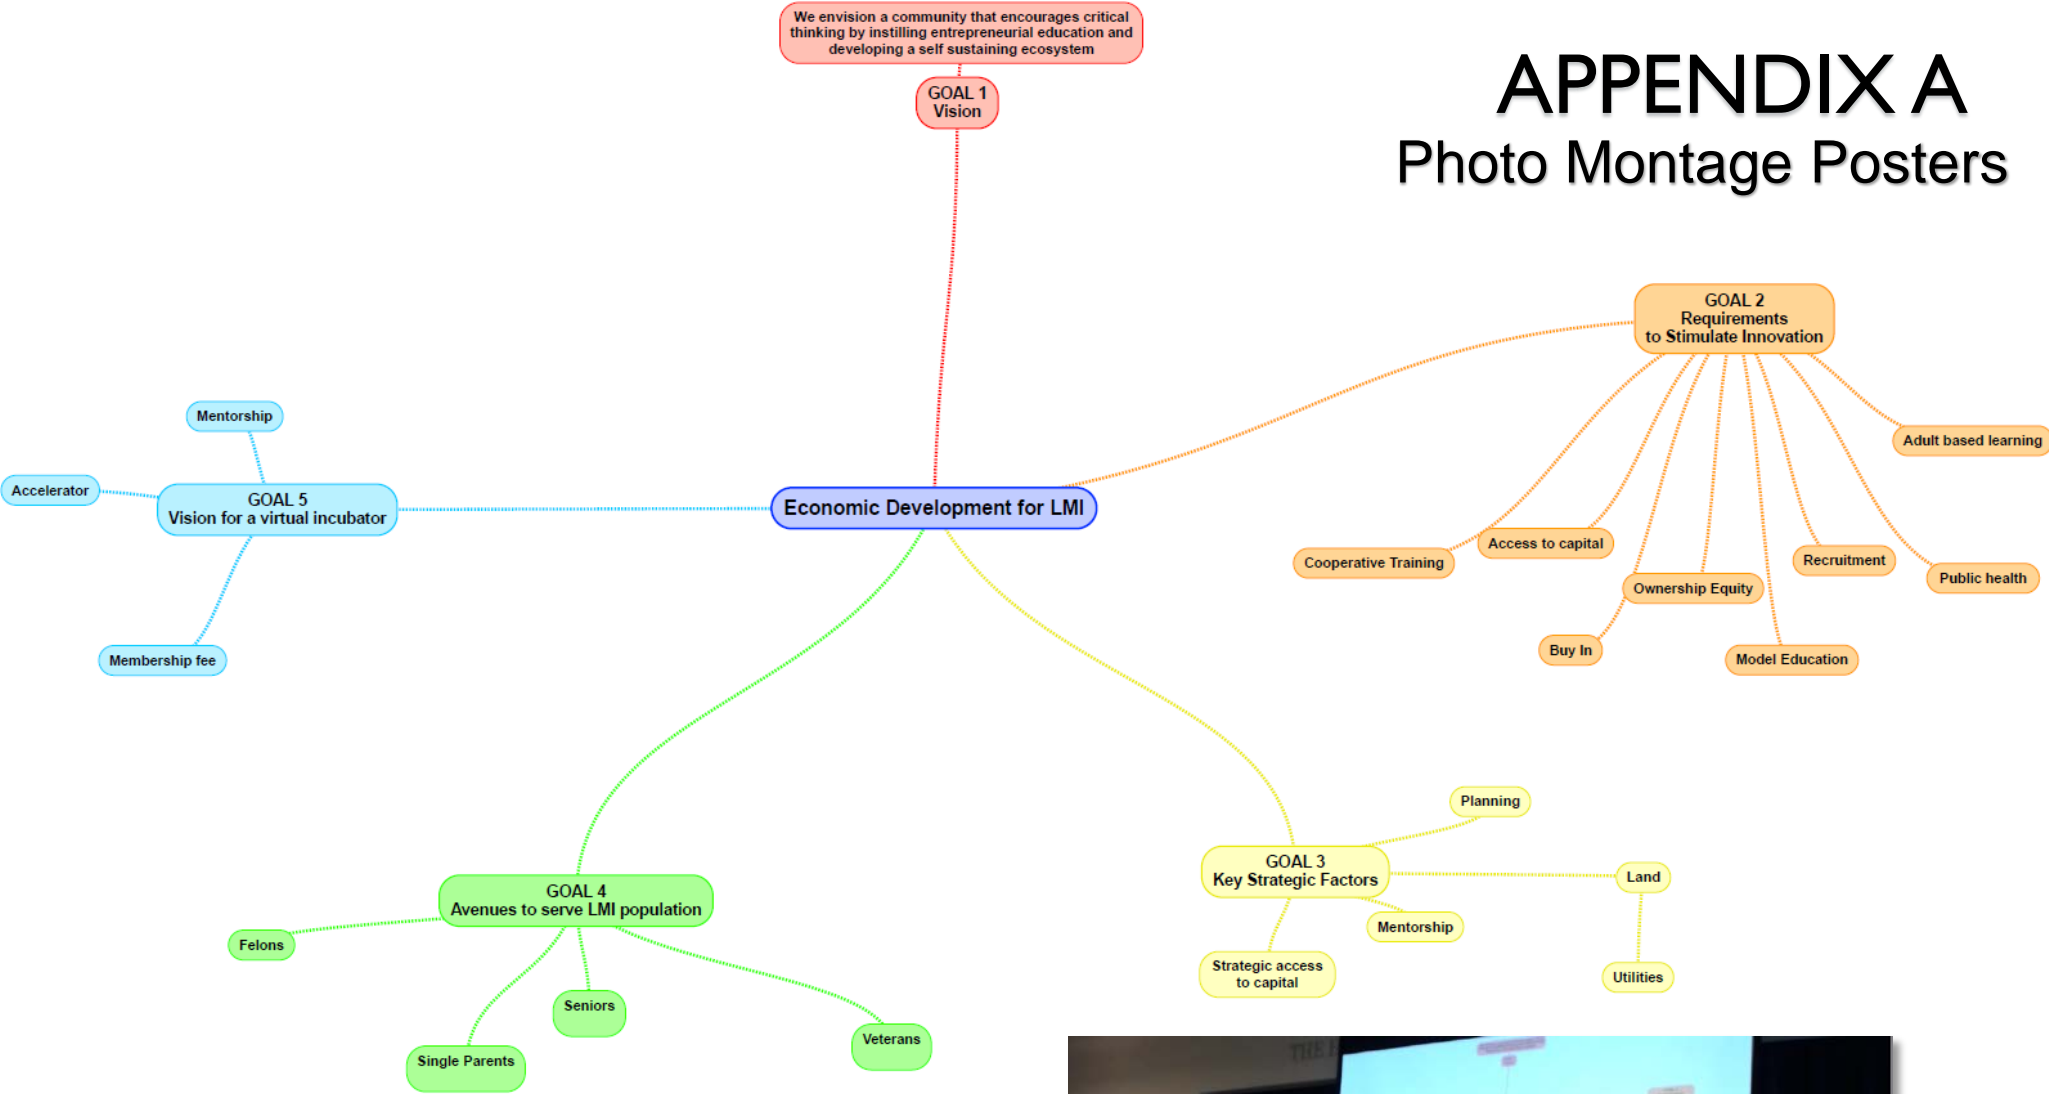 We envision a community that encourages critical
thinking by instilling entrepreneurial education and
developing a self sustaining ecosystem
GOAL 1
Vision
APPENDIX A
Photo Montage Posters
GOAL 2
Requirements
to Stimulate Innovation
Adult based learning
Cooperative Training
Access to capital
Recruitment
Public health
Ownership Equity
Buy In
Model Education
Mentorship
Accelerator
GOAL 5
Vision for a virtual incubator
Membership fee
Economic Development for LMI
Planning
GOAL 3
Key Strategic Factors
Land
Mentorship
Strategic access
to capital
Utilities
GOAL 4
Avenues to serve LMI population
Felons
Seniors
Single Parents
Veterans
THE